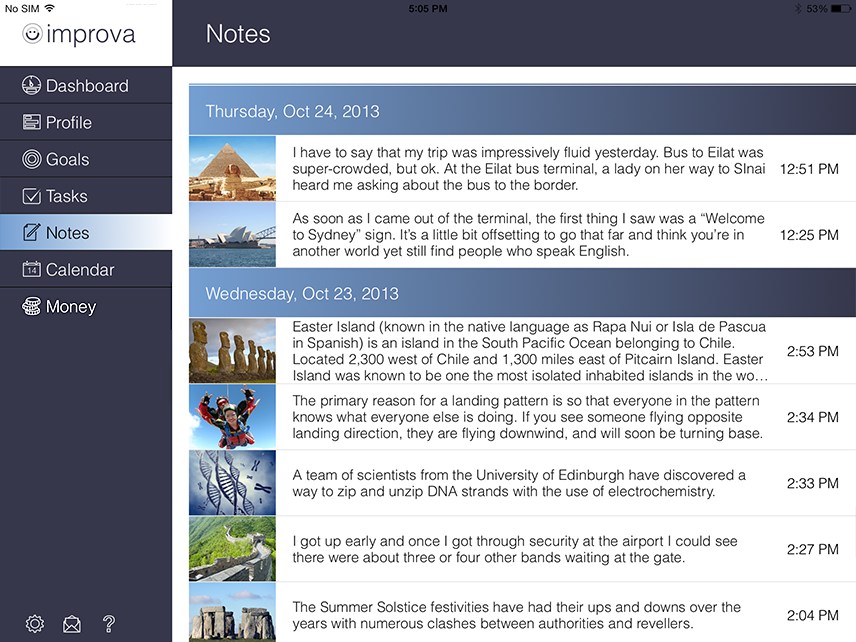 No SIM 5:05 PM 53%
improva
Notes
Dashboard
Profile
Goals
Tasks
Notes
14 Calendar
Money
Thursday, Oct 24, 2013
I have to say that my trip was impressively fluid yesterday. Bus to Eilat was
super-crowded, but ok. At the Eilat bus terminal, a lady on her way to SInai
heard me asking about the bus to the border.
12:51 PM
As soon as I came out of the terminal, the first thing I saw was a “Welcome
to Sydney” sign. It’s a little bit offsetting to go that far and think you’re in
another world yet still find people who speak English.
12:25 PM
Wednesday, Oct 23, 2013
Easter Island (known in the native language as Rapa Nui or Isla de Pascua
in Spanish) is an island in the South Pacific Ocean belonging to Chile.
Located 2,300 west of Chile and 1,300 miles east of Pitcairn Island. Easter
Island was known to be one the most isolated inhabited islands in the wo…
2:53 PM
The primary reason for a landing pattern is so that everyone in the pattern
knows what everyone else is doing. If you see someone flying opposite
landing direction, they are flying downwind, and will soon be turning base.
2:34 PM
A team of scientists from the University of Edinburgh have discovered a
way to zip and unzip DNA strands with the use of electrochemistry.
2:33 PM
I got up early and once I got through security at the airport I could see
there were about three or four other bands waiting at the gate.
2:27 PM
The Summer Solstice festivities have had their ups and downs over the
years with numerous clashes between authorities and revellers.
2:04 PM
?